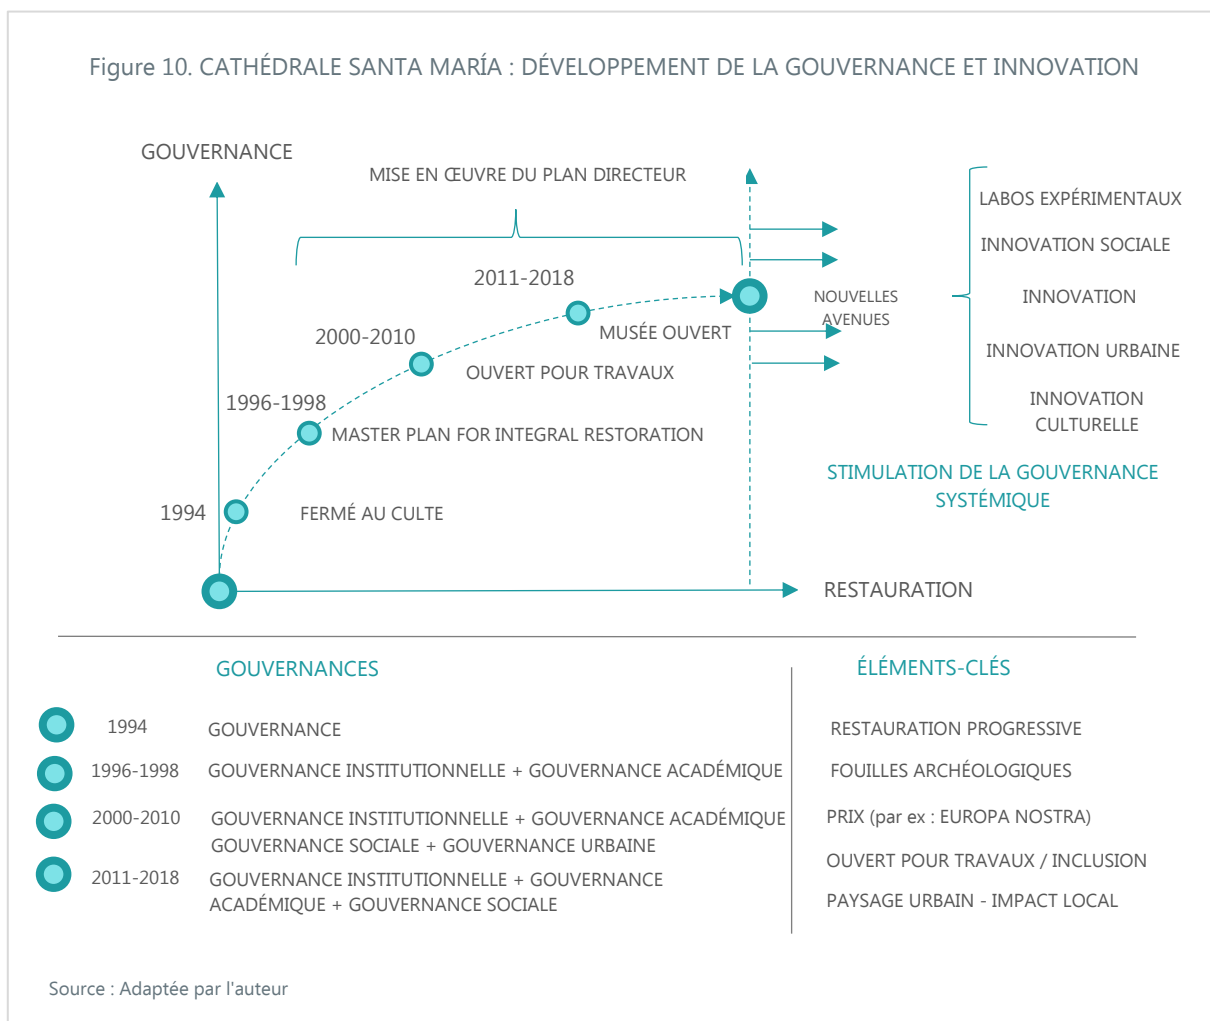 Figure 10. CATHÉDRALE SANTA MARÍA : DÉVELOPPEMENT DE LA GOUVERNANCE ET INNOVATION
GOUVERNANCE
MISE EN ŒUVRE DU PLAN DIRECTEUR
LABOS EXPÉRIMENTAUX
INNOVATION SOCIALE
2011-2018
NOUVELLES
AVENUES
INNOVATION
2000-2010
MUSÉE OUVERT
INNOVATION URBAINE
OUVERT POUR TRAVAUX
1996-1998
INNOVATION
CULTURELLE
MASTER PLAN FOR INTEGRAL RESTORATION
STIMULATION DE LA GOUVERNANCE
SYSTÉMIQUE
1994
FERMÉ AU CULTE
RESTAURATION
GOUVERNANCES
1994
GOUVERNANCE
1996-1998
GOUVERNANCE INSTITUTIONNELLE + GOUVERNANCE ACADÉMIQUE
2000-2010
GOUVERNANCE INSTITUTIONNELLE + GOUVERNANCE ACADÉMIQUE
GOUVERNANCE SOCIALE + GOUVERNANCE URBAINE
2011-2018
GOUVERNANCE INSTITUTIONNELLE + GOUVERNANCE
ACADÉMIQUE + GOUVERNANCE SOCIALE
ÉLÉMENTS-CLÉS
RESTAURATION PROGRESSIVE
FOUILLES ARCHÉOLOGIQUES
PRIX (par ex : EUROPA NOSTRA)
OUVERT POUR TRAVAUX / INCLUSION
PAYSAGE URBAIN - IMPACT LOCAL
Source : Adaptée par l'auteur